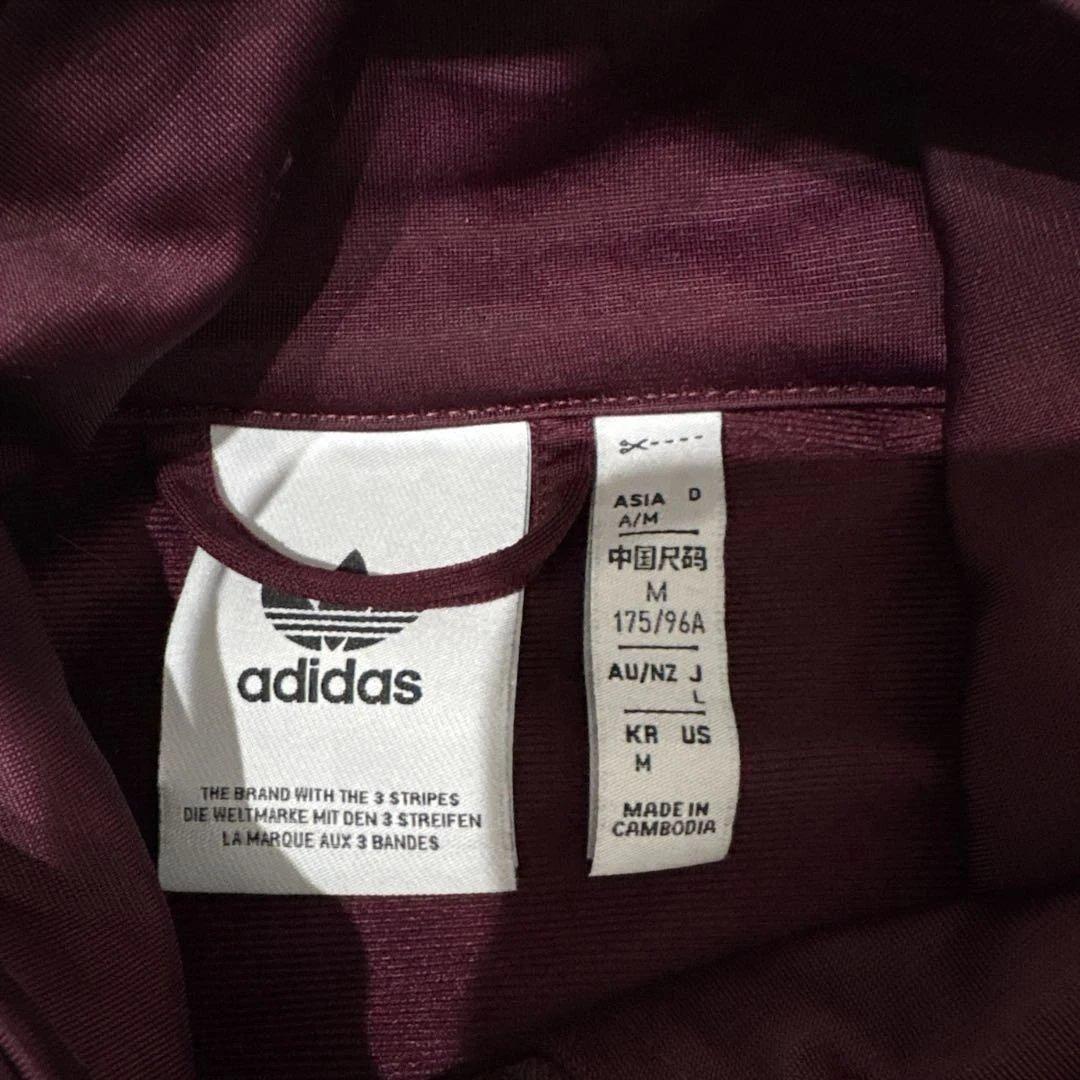 adidas
THE BRAND WITH THE 3 STRIPES
DIE WELTMARKE MIT DEN 3 STREIFEN
LA MARQUE AUX 3 BANDES
ASIA D
A/M
中国尺码
M
175/96A
AU/NZ J
L
KR US
M
MADE IN
CAMBODIA